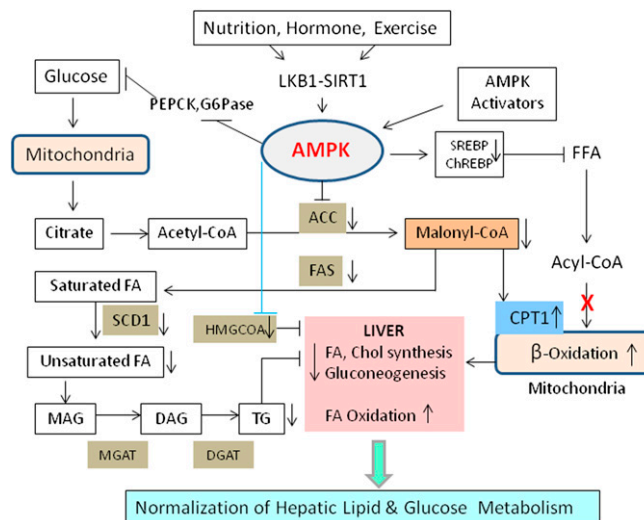 Nutrition, Hormone, Exercise
Glucose
LKB1-SIRT1
AMPK
Activators
PEPCK,G6Pase
Mitochondria
AMPK
SREBP
ChREBP
FFA
Citrate
Acetyl-CoA
ACC
Malonyl-CoA
Acyl-CoA
FAS
Saturated FA
X
SCD1
HMGCOA
LIVER
CPT1
Unsaturated FA
FA, Chol synthesis
Gluconeogenesis
β-Oxidation
Mitochondria
MAG
DAG
TG
FA Oxidation
MGAT
DGAT
Normalization of Hepatic Lipid & Glucose Metabolism